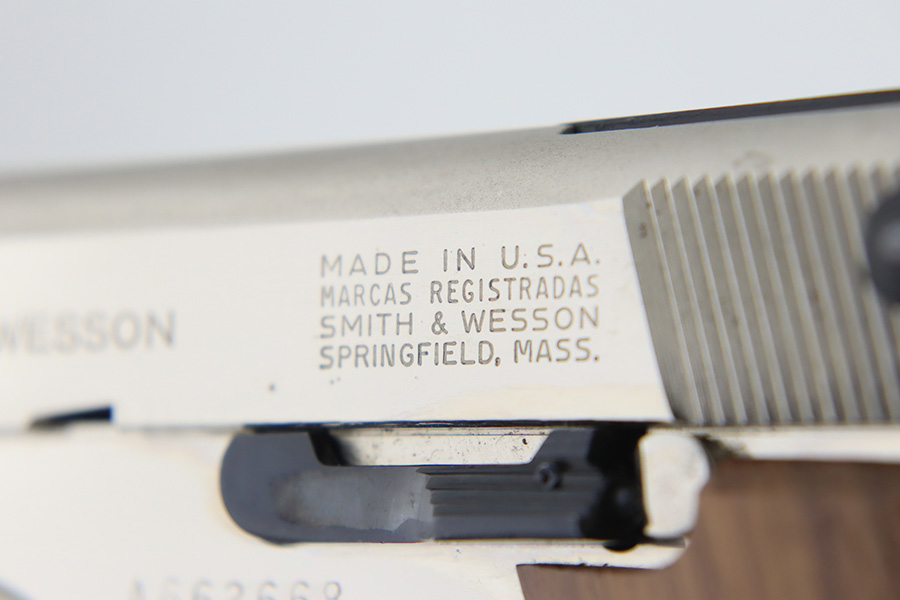 MADE IN U.S.A.
MARCAS REGISTRADAS
SMITH & WESSON
SPRINGFIELD, MASS.
WESSON